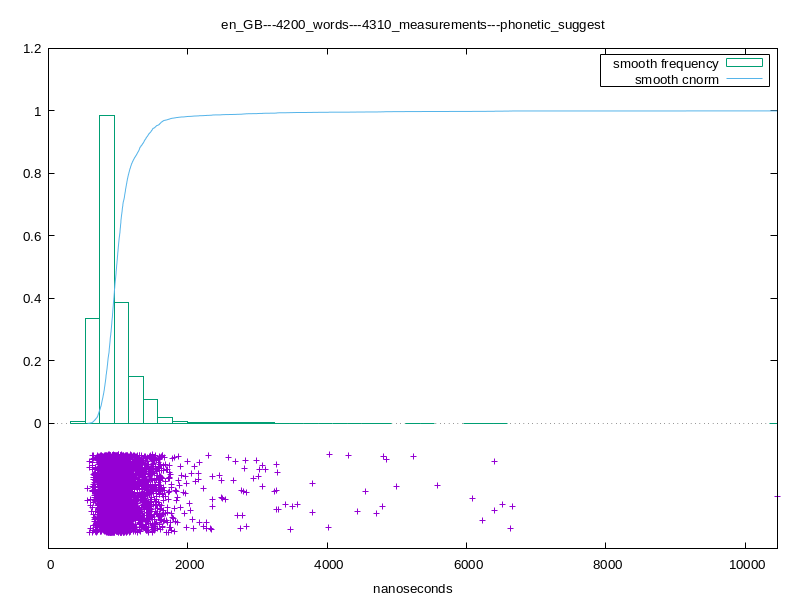 en_GB---4200_words---4310_measurements---phonetic_suggest
smooth frequency
smooth cnorm
1.2
1
0.8
0.6
0.4
0.2
0
0 2000 4000 6000 8000 10000
nanoseconds